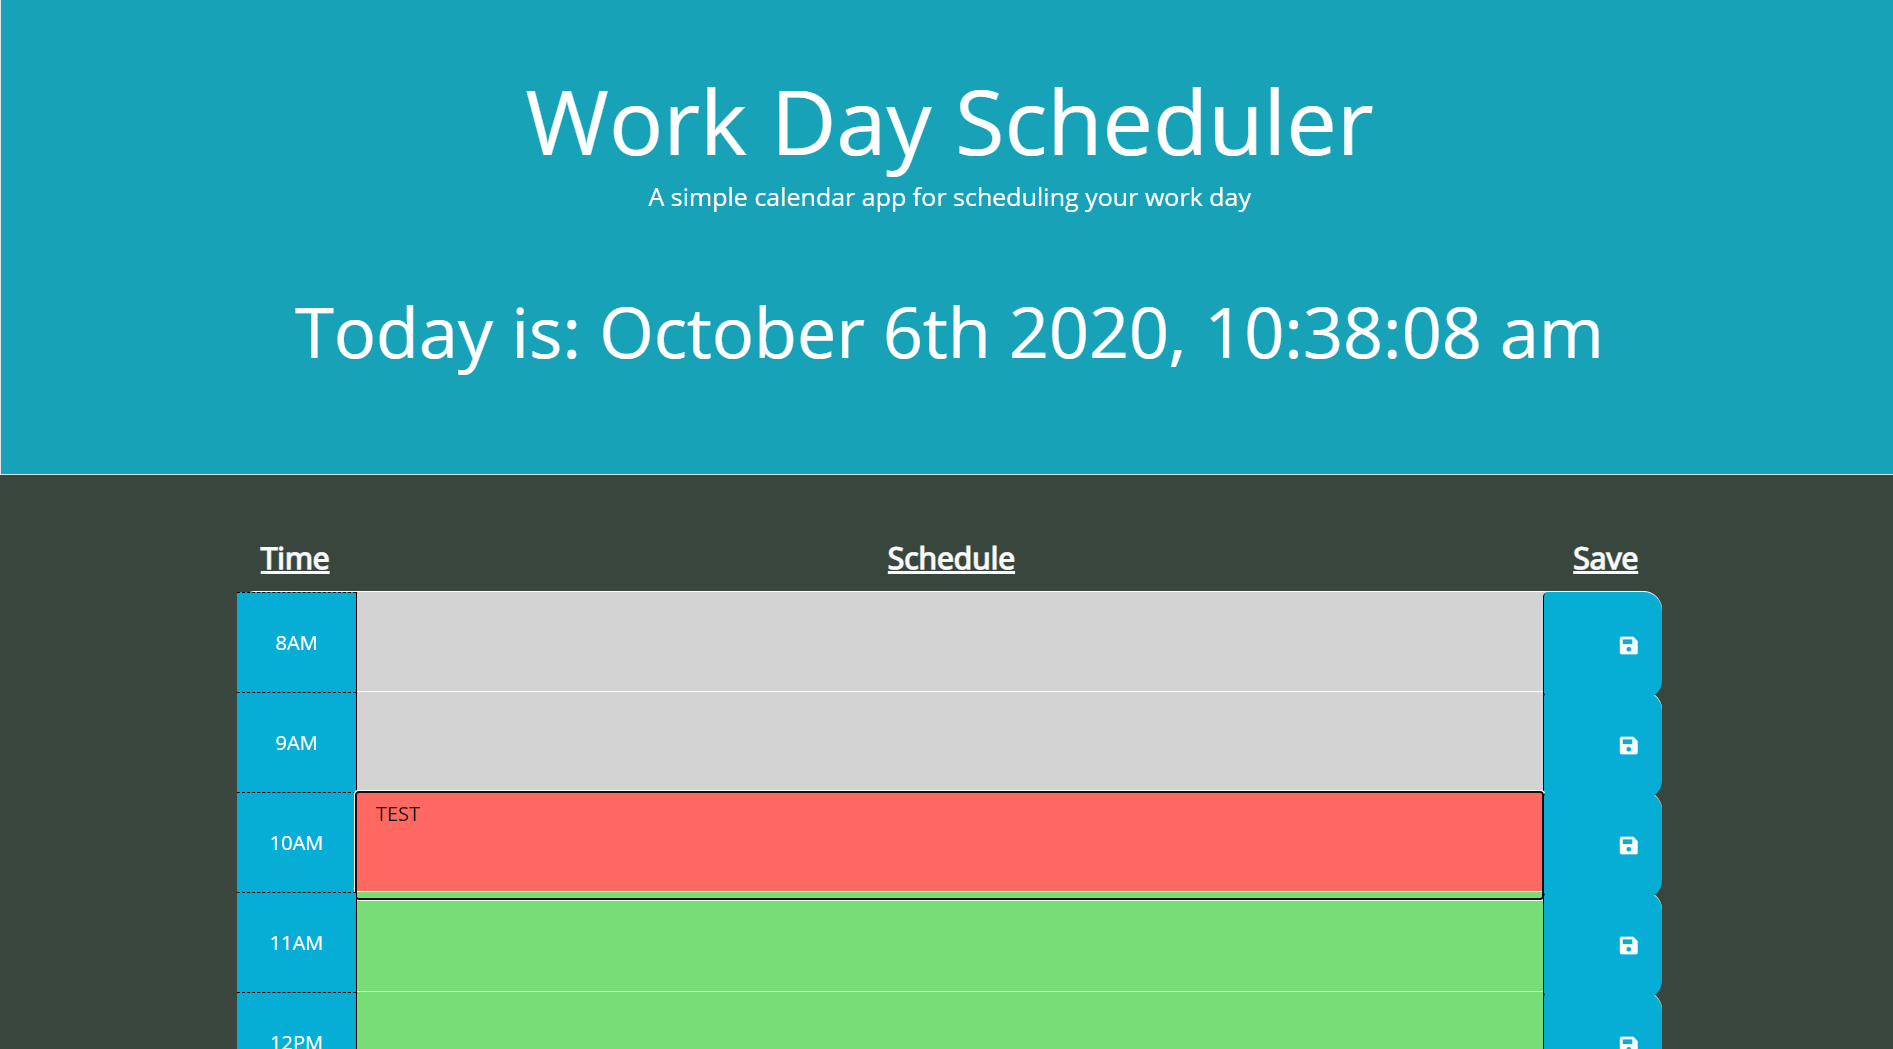 Work Day Scheduler
A simple calendar app for scheduling your work day
Today is: October 6th 2020, 10:38:08 am
Time Schedule Save
8AM
9AM
TEST
10AM
11AM
12PM